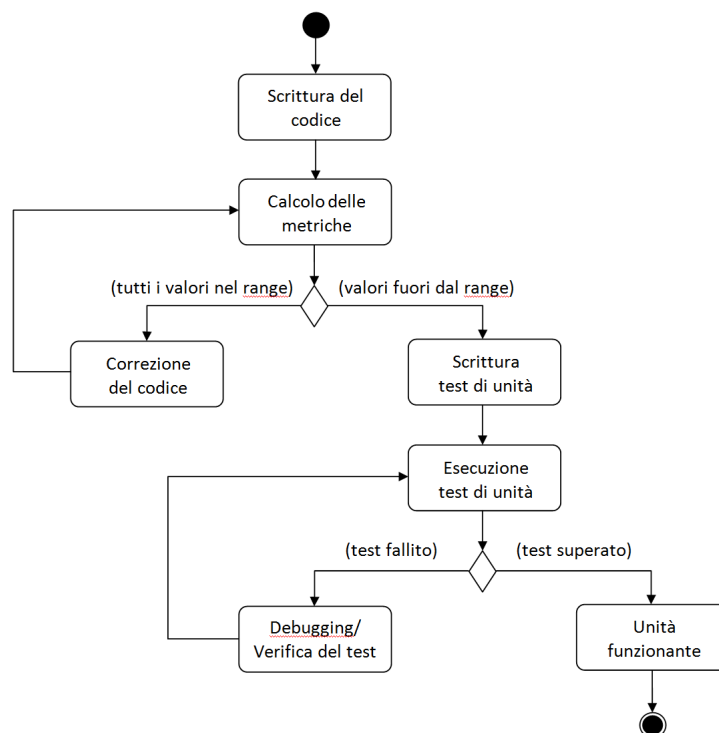 Scrittura del
codice
Calcolo delle
metriche
(tutti i valori nel range)
(valori fuori dal range)
Correzione
del codice
Scrittura
test di unità
Esecuzione
test di unità
(test fallito)
(test superato)
Debugging/
Verifica del test
Unità
funzionante